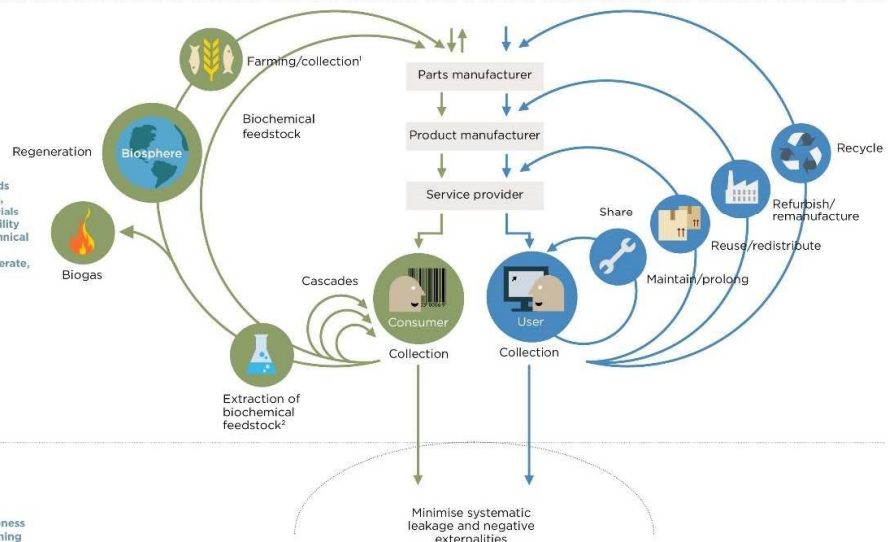 Farming/collection¹
Parts manufacturer
Biochemical
feedstock
Product manufacturer
Regeneration
Biosphere
Recycle
Service provider
Refurbish/
remanufacture
Share
Reuse/redistribute
Biogas
Cascades
Maintain/prolong
Consumer
User
Collection
Collection
Extraction of
biochemical
feedstock²
Minimise systematic
leakage and negative
externalities